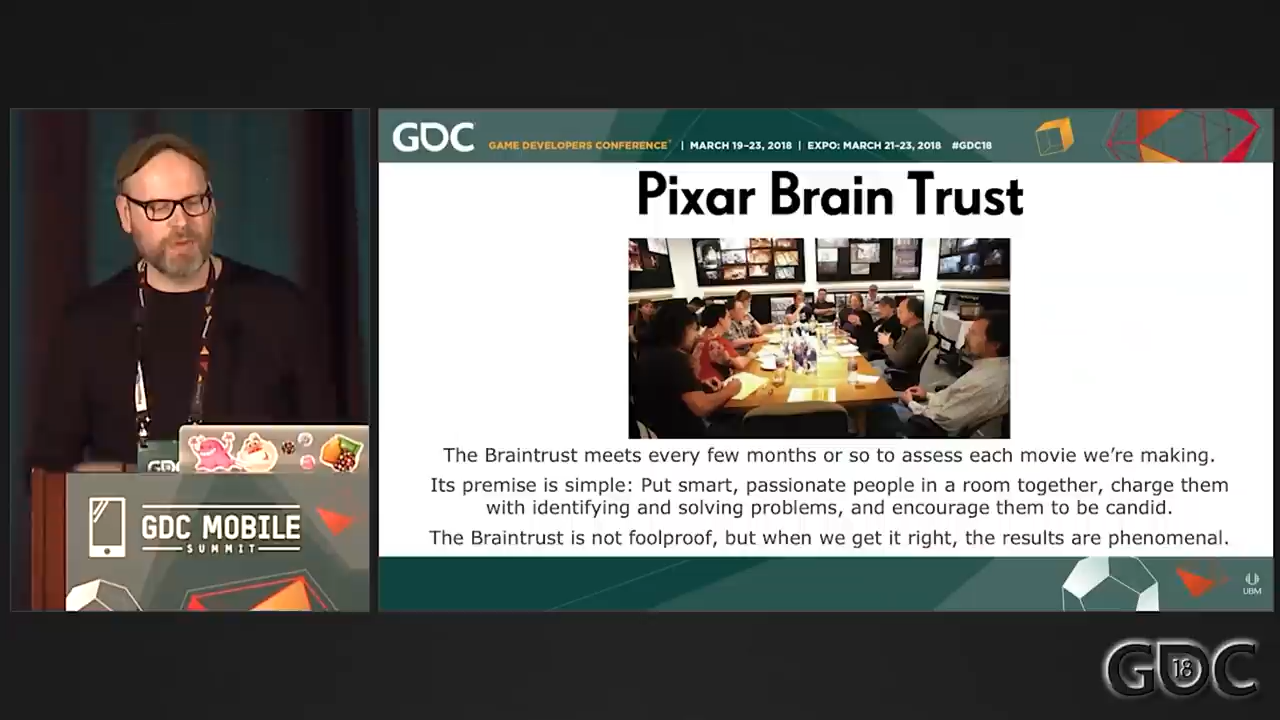 GDC
GAME DEVELOPERS CONFERENCE | MARCH 19–23, 2018 | EXPO: MARCH 21–23, 2018 #GDC18
Pixar Brain Trust
The Braintrust meets every few months or so to assess each movie we’re making.
Its premise is simple: Put smart, passionate people in a room together, charge them
with identifying and solving problems, and encourage them to be candid.
The Braintrust is not foolproof, but when we get it right, the results are phenomenal.
GDC
GDC MOBILE
SUMMIT
UBM
GDC
18